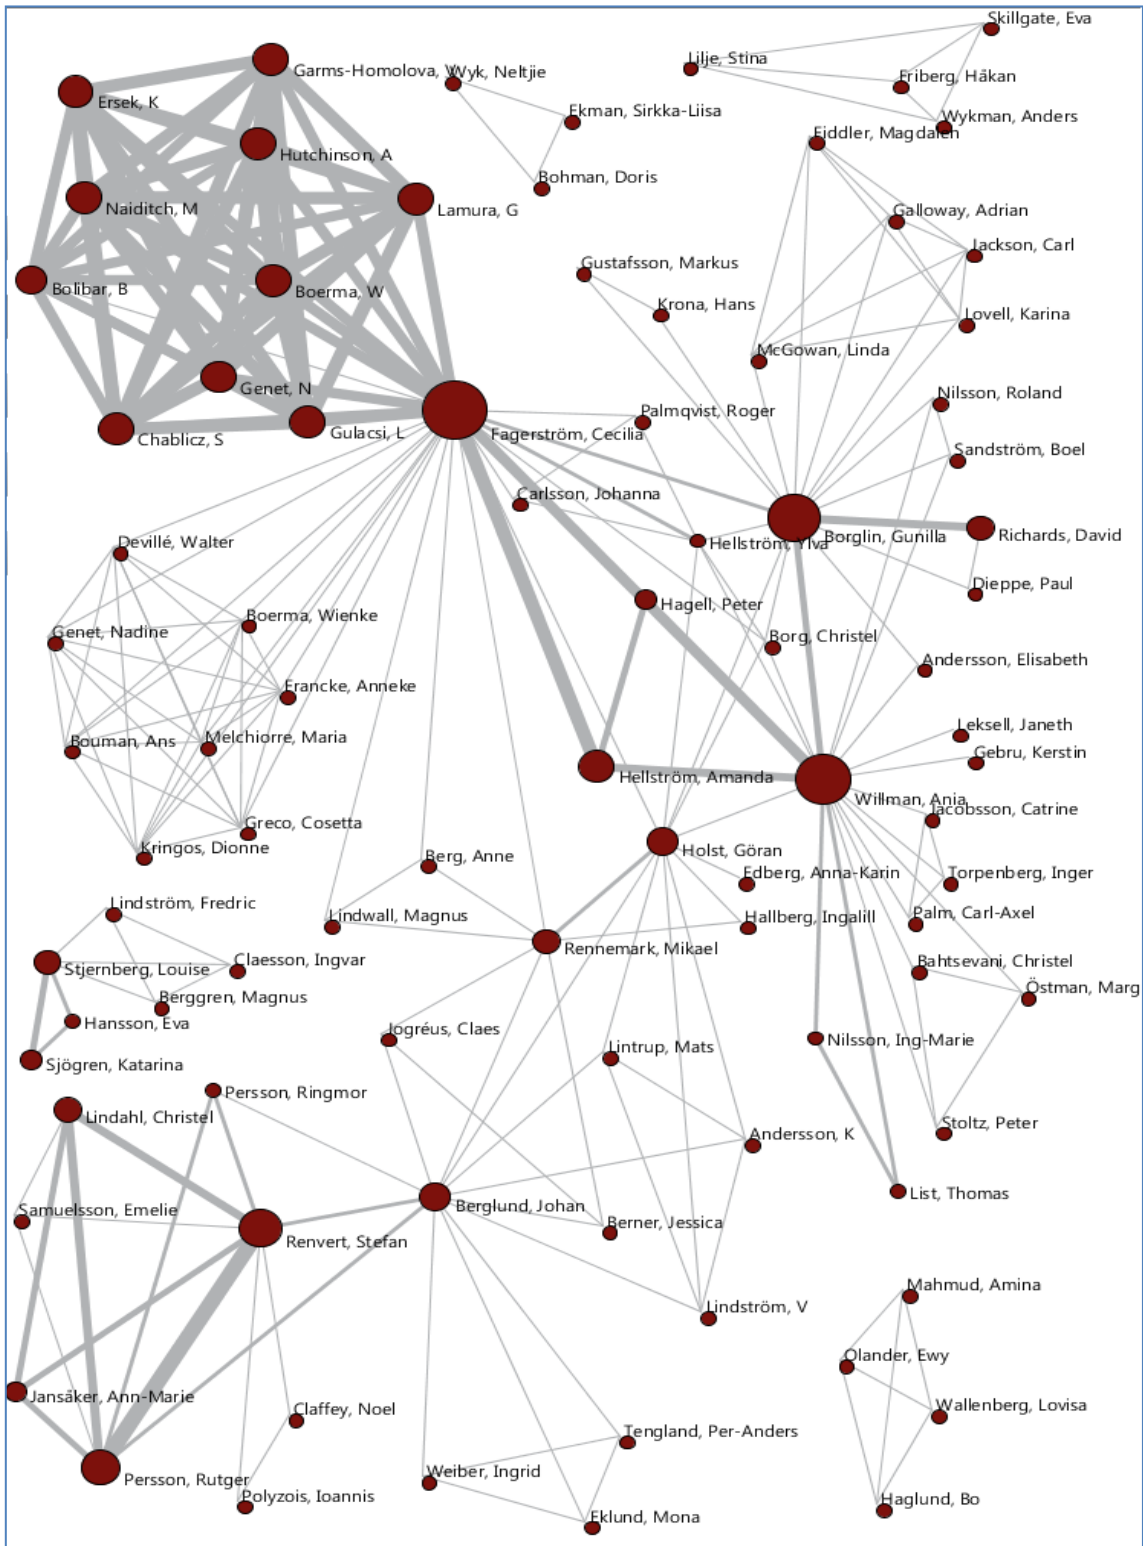 Skillgate, Eva
Lilje, Stina
Garms-Homolova, V
Wyk, Neltjie
Friberg, Håkan
Ersek, K
Ekman, Sirkka-Liisa
Wykman, Anders
Fiddler, Magdalen
Hutchinson, A
Bohman, Doris
Naiditch, M
Lamura, G
Galloway, Adrian
Jackson, Carl
Gustafsson, Markus
Bolibar, B
Boerma, W
Krona, Hans
Lovell, Karina
McGowan, Linda
Genet, N
Nilsson, Roland
Palmqvist, Roger
Chablicz, S
Gulacsi, L
Fagerström, Cecilia
Sandström, Boel
Carlsson, Johanna
Devillé, Walter
Hellström, Ylva
Borglin, Gunilla
Richards, David
Dieppe, Paul
Hagell, Peter
Boerma, Wienke
Genet, Nadine
Borg, Christel
Andersson, Elisabeth
Francke, Anneke
Leksell, Janeth
Bouman, Ans
Melchiorre, Maria
Gebru, Kerstin
Hellström, Amanda
Willman, Ania
Jacobsson, Catrine
Greco, Cosetta
Kringos, Dionne
Berg, Anne
Holst, Göran
Edberg, Anna-Karin
Torpenberg, Inger
Lindström, Fredric
Lindwall, Magnus
Hallberg, Ingalill
Palm, Carl-Axel
Rennemark, Mikael
Stjernberg, Louise
Claesson, Ingvar
Bahtsevani, Christel
Östman, Marg
Berggren, Magnus
Hansson, Eva
Jogréus, Claes
Nilsson, Ing-Marie
Lintrup, Mats
Sjögren, Katarina
Persson, Ringmor
Lindahl, Christel
Stoltz, Peter
Andersson, K
List, Thomas
Samuelsson, Emelie
Berglund, Johan
Berner, Jessica
Renvert, Stefan
Mahmud, Amina
Lindström, V
Olander, Ewy
Jansåker, Ann-Marie
Wallenberg, Lovisa
Claffey, Noel
Tengland, Per-Anders
Weiber, Ingrid
Persson, Rutger
Polyzois, Ioannis
Haglund, Bo
Eklund, Mona